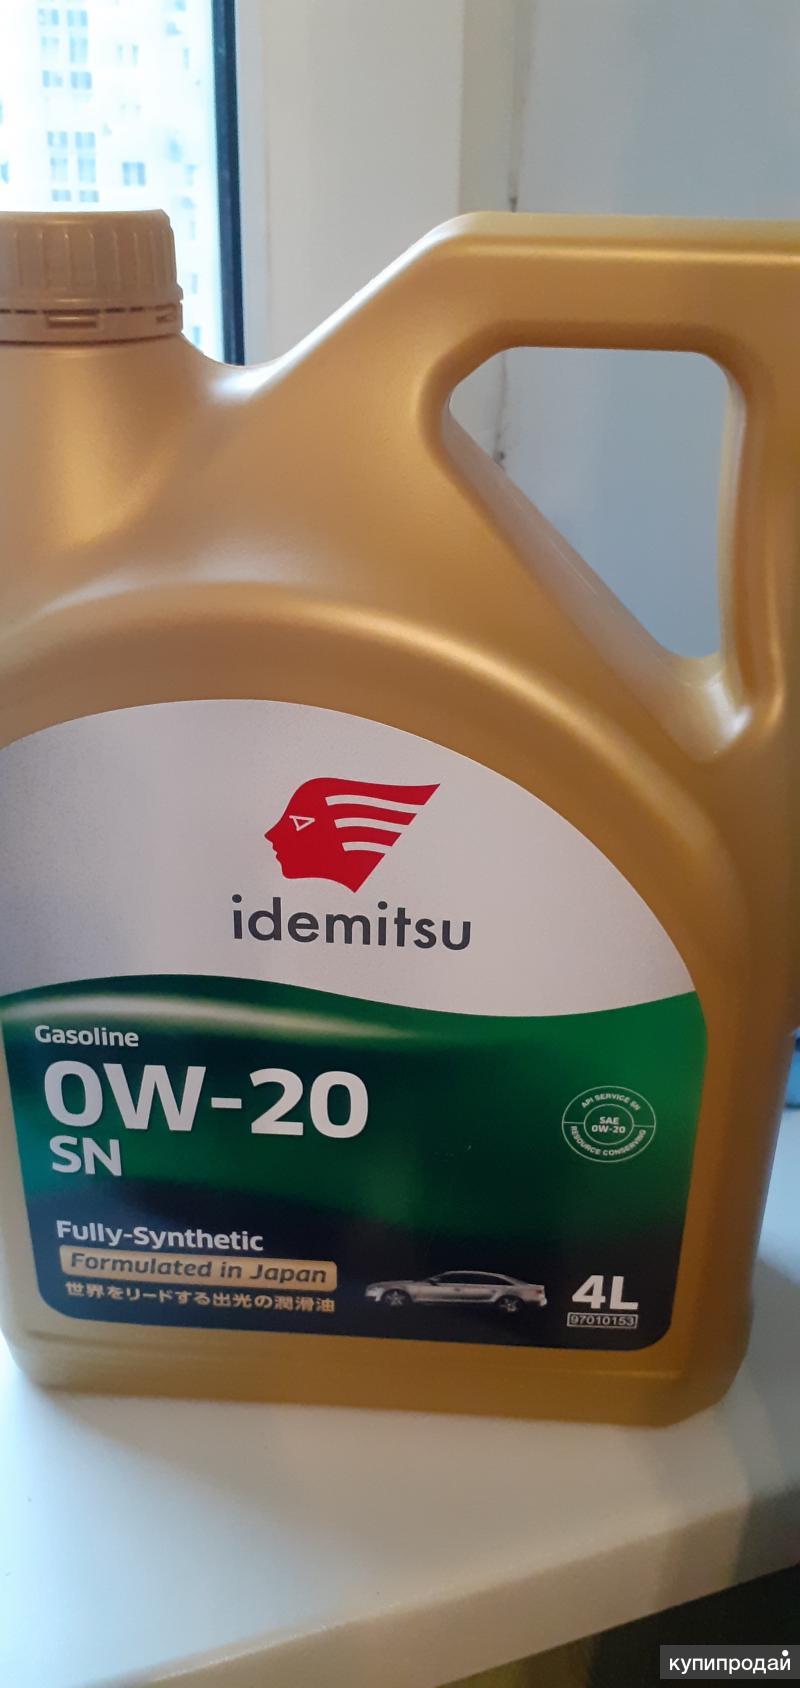 idemitsu
Gasoline
0W-20
SN
API SERVICE SN
SAE
0W-20
RESOURCE CONSERVING
Fully-Synthetic
Formulated in Japan
世界をリードする出光の潤滑油
4L
97010153
купипродай